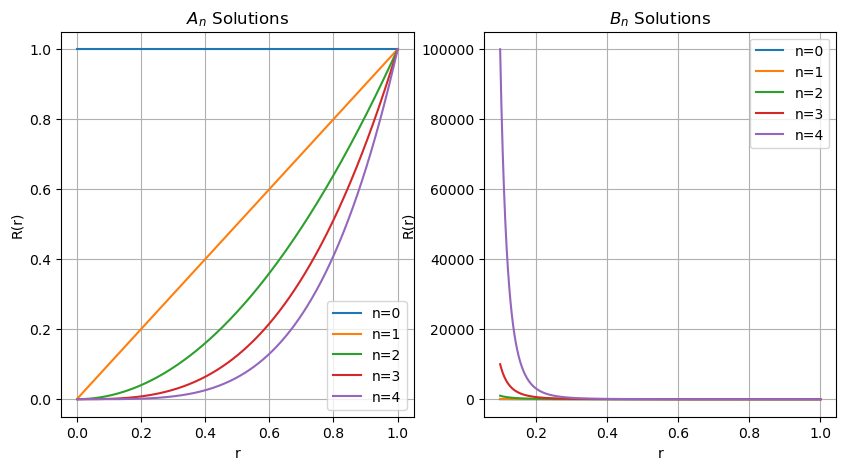 Aₙ Solutions
R(r)
1.0
0.8
0.6
0.4
0.2
0.0
n=0
n=1
n=2
n=3
n=4
0.0 0.2 0.4 0.6 0.8 1.0
r
Bₙ Solutions
R(r)
100000
80000
60000
40000
20000
0
n=0
n=1
n=2
n=3
n=4
0.2 0.4 0.6 0.8 1.0
r